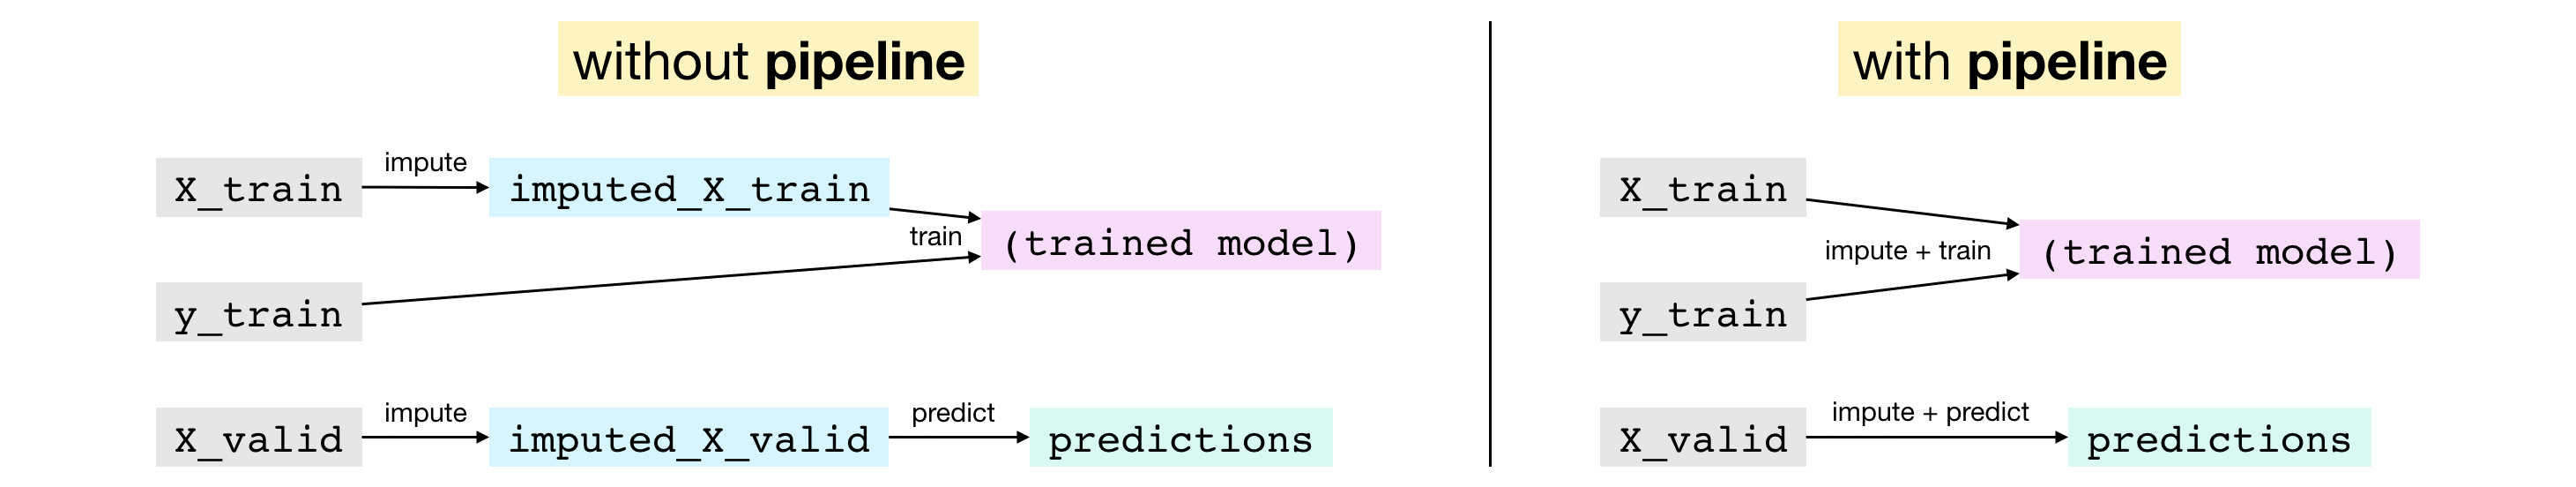 without pipeline
X_train
impute
imputed_X_train
train
(trained model)
y_train
X_valid
impute
imputed_X_valid
predict
predictions
with pipeline
X_train
impute + train
(trained model)
y_train
X_valid
impute + predict
predictions